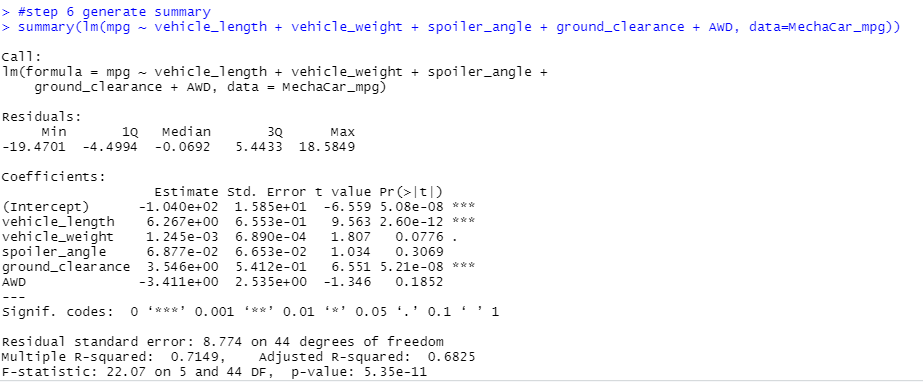 > #step 6 generate summary
> summary(lm(mpg ~ vehicle_length + vehicle_weight + spoiler_angle + ground_clearance + AWD, data=MechaCar_mpg))
Call:
lm(formula = mpg ~ vehicle_length + vehicle_weight + spoiler_angle +
    ground_clearance + AWD, data = MechaCar_mpg)
Residuals:
     Min       1Q   Median       3Q      Max
-19.4701  -4.4994  -0.0692   5.4433  18.5849
Coefficients:
                   Estimate Std. Error t value Pr(>|t|)
(Intercept)      -1.040e+02  1.585e+01  -6.559 5.08e-08 ***
vehicle_length    6.267e+00  6.553e-01   9.563 2.60e-12 ***
vehicle_weight    1.245e-03  6.890e-04   1.807   0.0776 .
spoiler_angle     6.877e-02  6.653e-02   1.034   0.3069
ground_clearance  3.546e+00  5.412e-01   6.551 5.21e-08 ***
AWD              -3.411e+00  2.535e+00  -1.346   0.1852
---
Signif. codes:  0 ‘***’ 0.001 ‘**’ 0.01 ‘*’ 0.05 ‘.’ 0.1 ‘ ’ 1
Residual standard error: 8.774 on 44 degrees of freedom
Multiple R-squared:  0.7149,    Adjusted R-squared:  0.6825
F-statistic: 22.07 on 5 and 44 DF,  p-value: 5.35e-11